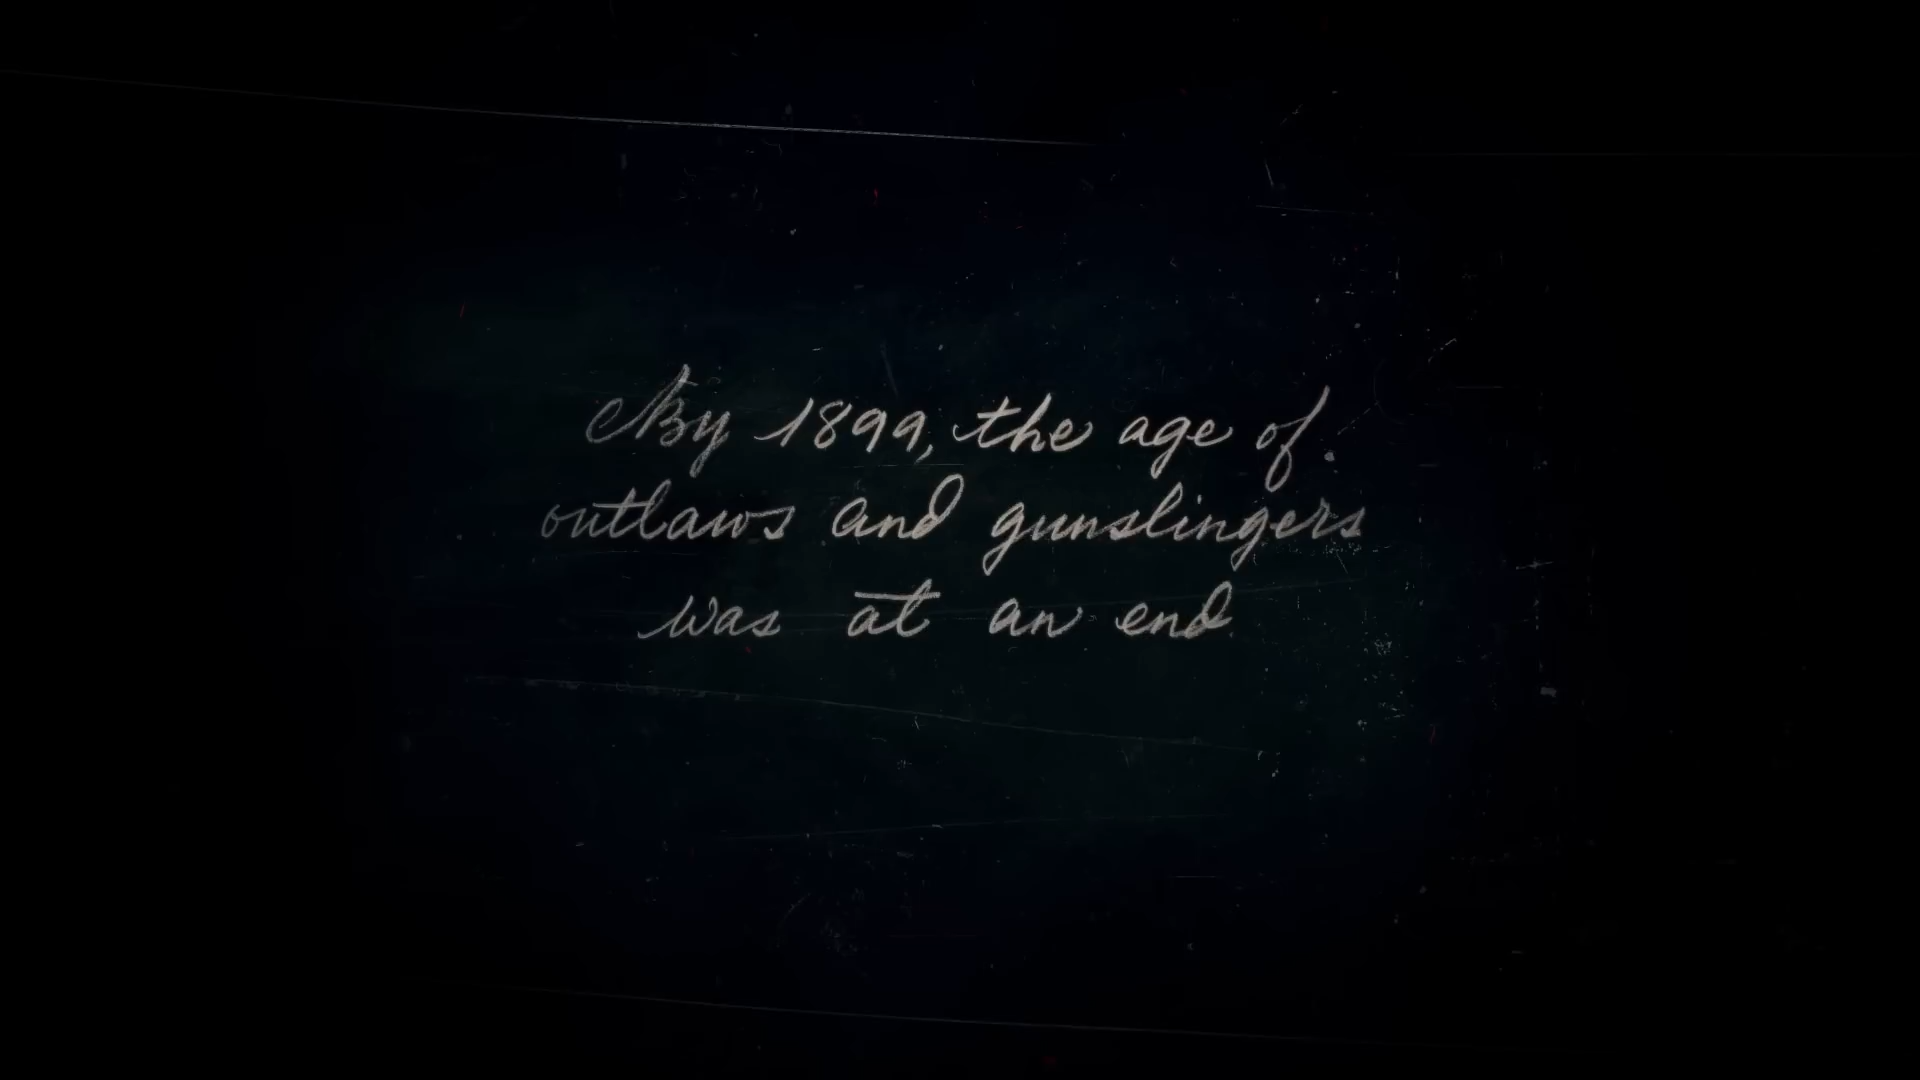 By 1899, the age of
outlaws and gunslingers
was at an end